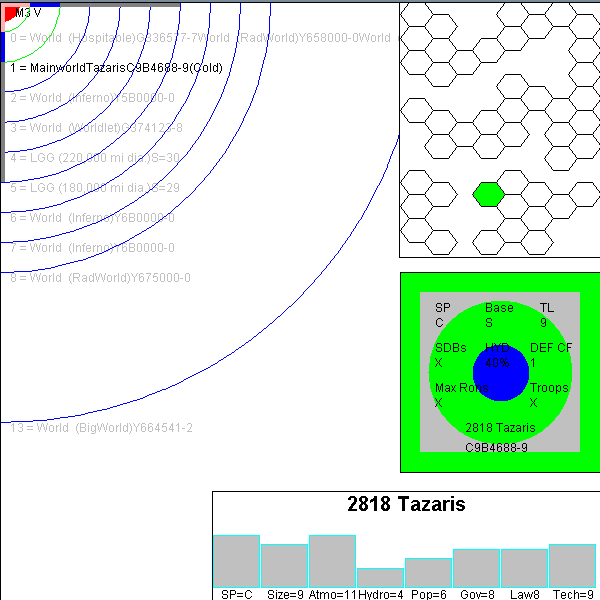 M3 V
0 = World (Hospitable)G336517-7World (RadWorld)Y658000-0World
1 = MainworldTazarisC9B4688-9(Cold)
2 = World (Inferno)Y5B0000-0
3 = World (Worldlet)G374123-8
4 = LGG (220,000 mi dia.)S=30
5 = LGG (180,000 mi dia.)S=29
6 = World (Inferno)Y6B0000-0
7 = World (Inferno)Y6B0000-0
8 = World (RadWorld)Y675000-0
13 = World (BigWorld)Y664541-2
SP Base TL
C S 9
SDBs HYD DEF CF
X 40% 1
Max Rons Troops
X X
2818 Tazaris
C9B4688-9
2818 Tazaris
SP=C Size=9 Atmo=11 Hydro=4 Pop=6 Gov=8 Law8 Tech=9